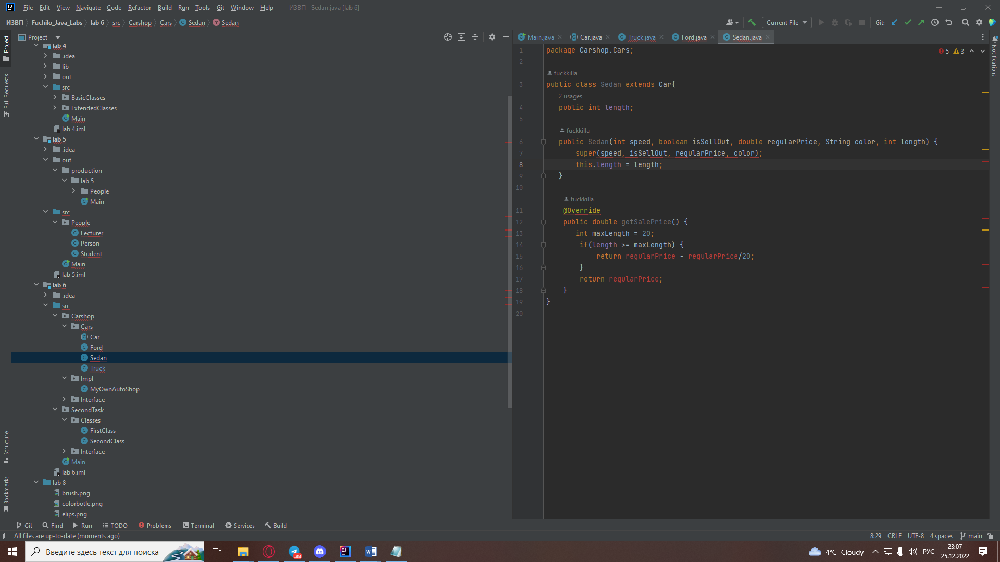 File Edit View Navigate Code Refactor Build Run Tools Git Window Help ИЗВП - Sedan.java [lab 6]
ИЗВП Fuchilo_Java_Labs lab 6 src Carshop Cars Sedan Sedan
Current File Git:
Project
Main.java Car.java Truck.java Ford.java Sedan.java
Project
Pull Requests
Structure
Bookmarks
Notifications
lab 4
.idea
lib
out
src
BasicClasses
ExtendedClasses
Main
lab 4.iml
lab 5
.idea
out
production
lab 5
People
Main
src
People
Lecturer
Person
Student
Main
lab 5.iml
lab 6
.idea
src
Carshop
Cars
Car
Ford
Sedan
Truck
Impl
MyOwnAutoShop
Interface
SecondTask
Classes
FirstClass
SecondClass
Interface
Main
lab 6.iml
lab 8
brush.png
colorbotle.png
elips.png
5 3
1 package Carshop.Cars;
2
fuckkilla
3 public class Sedan extends Car{
2 usages
4 public int length;
5
fuckkilla
6 public Sedan(int speed, boolean isSellOut, double regularPrice, String color, int length) {
7 super(speed, isSellOut, regularPrice, color);
8 this.length = length;
9 }
10
fuckkilla
11 @Override
12 public double getSalePrice() {
13 int maxLength = 20;
14 if(length >= maxLength) {
15 return regularPrice - regularPrice/20;
16 }
17 return regularPrice;
18 }
19 }
20
Git Find Run TODO Problems Terminal Services Build
All files are up-to-date (moments ago) 8:29 CRLF UTF-8 4 spaces main
Введите здесь текст для поиска
.88
4°C Cloudy РУС
23:07
25.12.2022